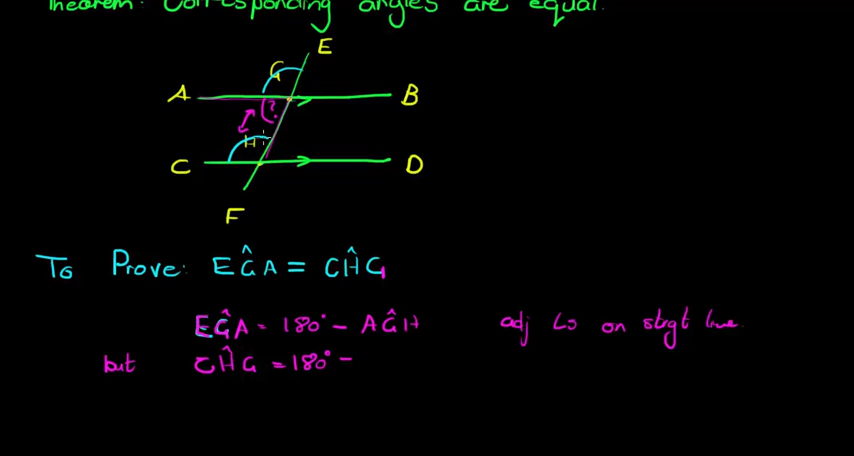 Theorem: Corresponding angles are equal.
E
G
A B
?
H
C D
F
To Prove: EĜA = CĤG
EĜA = 180° - AĜH adj ∠s on strgt line.
but CĤG = 180° -